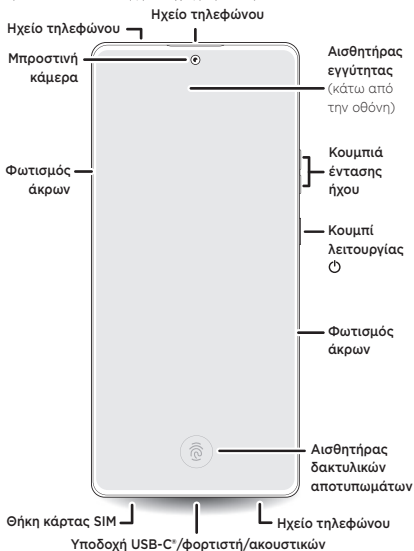 Ηχείο τηλεφώνου
Ηχείο τηλεφώνου
Μπροστινή
κάμερα
Αισθητήρας
εγγύτητας
(κάτω από
την οθόνη)
Φωτισμός
άκρων
Κουμπιά
έντασης
ήχου
Κουμπί
λειτουργίας
Φωτισμός
άκρων
Αισθητήρας
δακτυλικών
αποτυπωμάτων
Θήκη κάρτας SIM
Ηχείο τηλεφώνου
Υποδοχή USB-C®/φορτιστή/ακουστικών